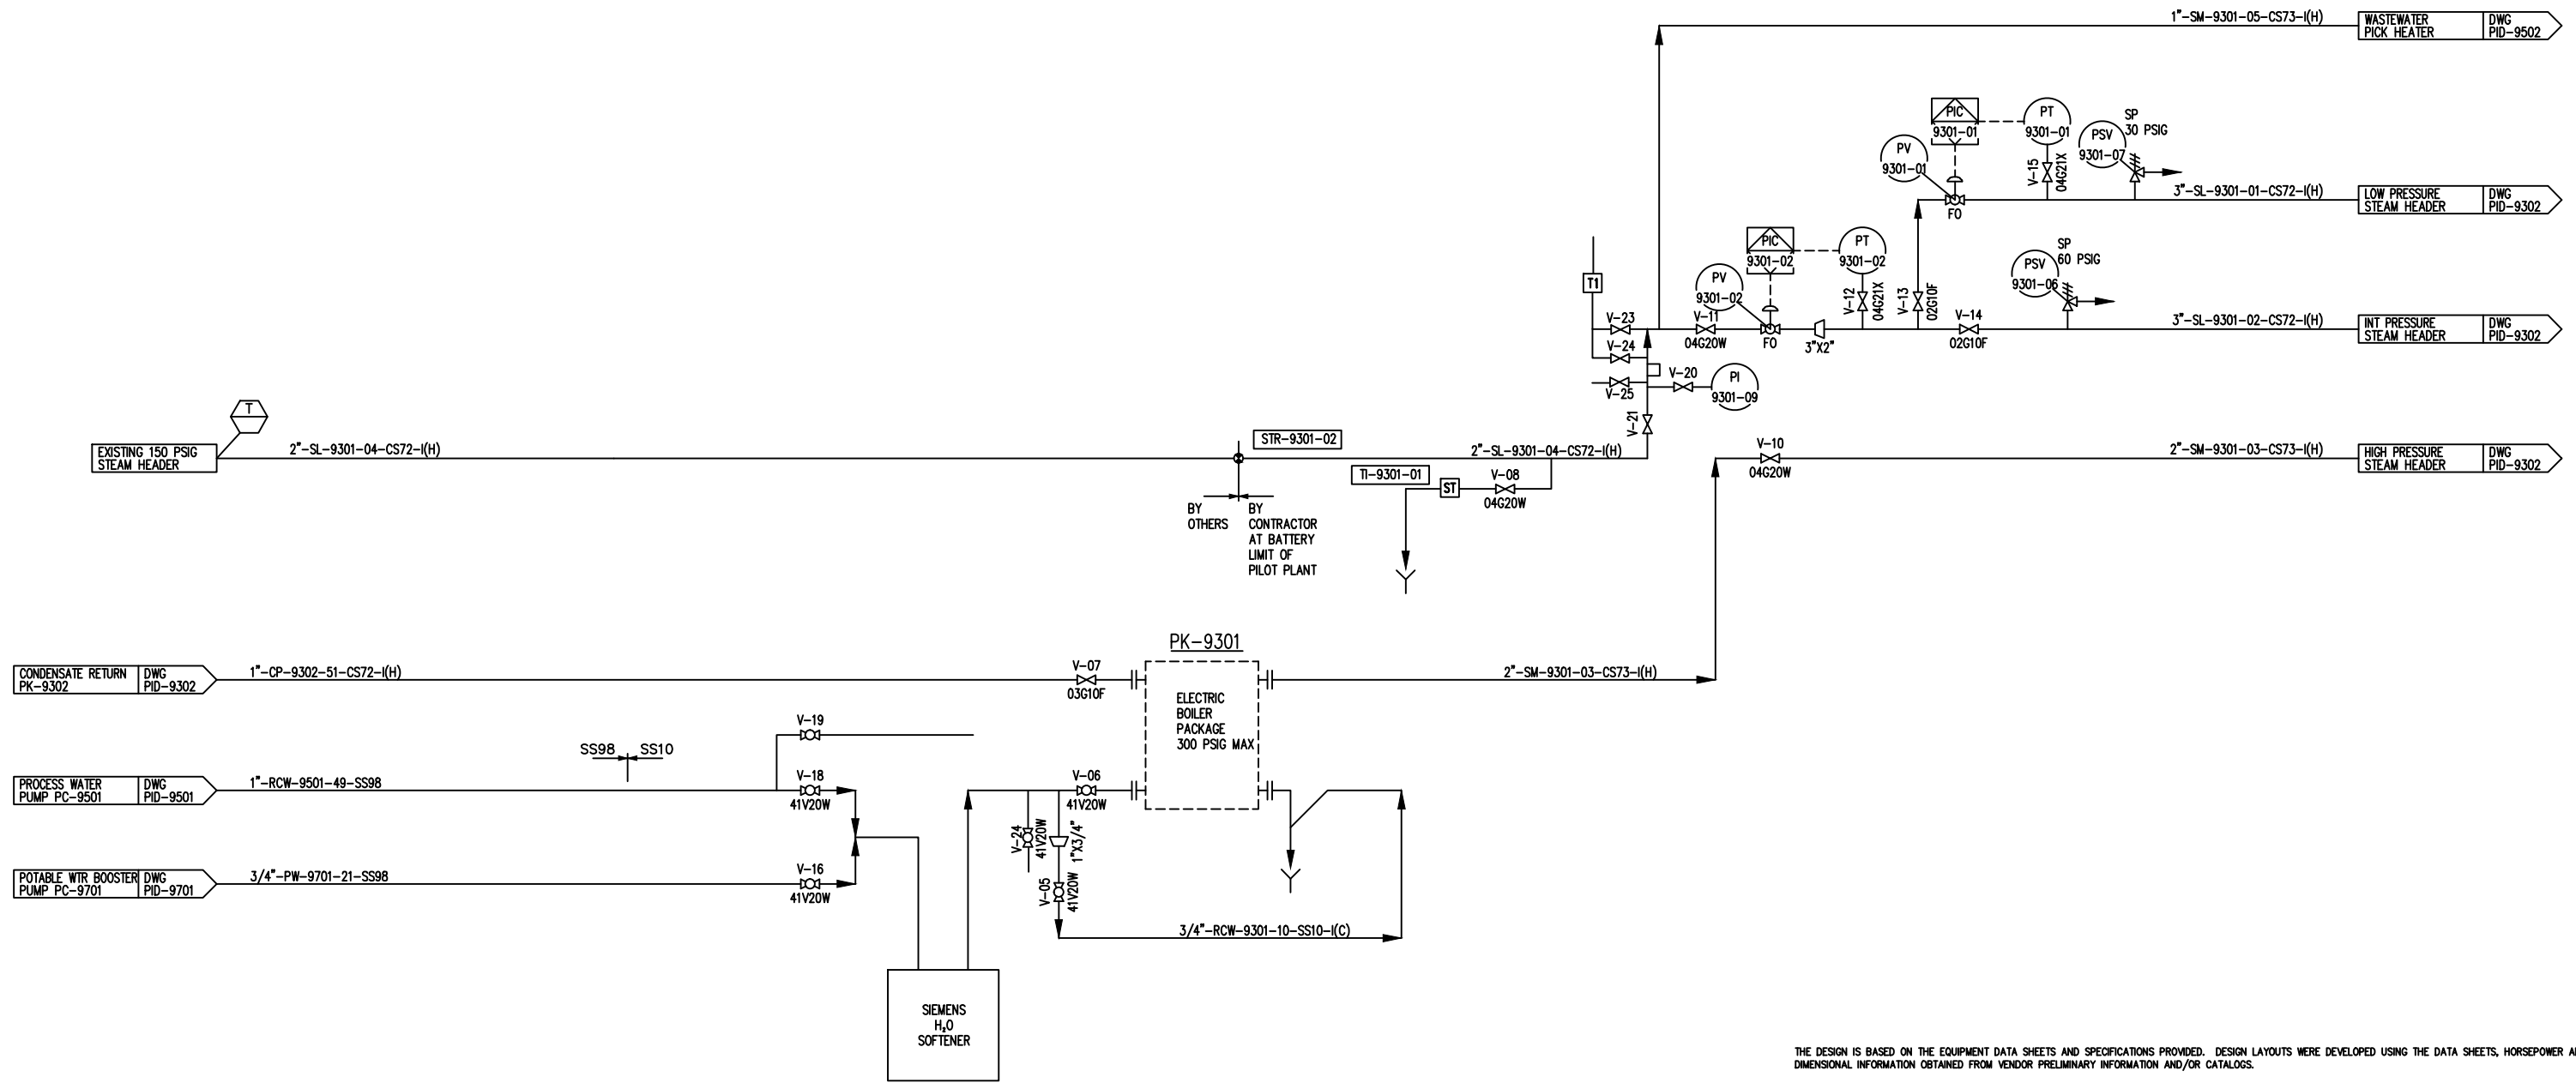 1"-SM-9301-05-CS73-I(H)
WASTEWATER
PICK HEATER
DWG
PID-9502
PIC
9301-01
PT
9301-01
SP
30 PSIG
PSV
9301-07
PV
9301-01
V-15
04G21X
FO
3"-SL-9301-01-CS72-I(H)
LOW PRESSURE
STEAM HEADER
DWG
PID-9302
PIC
9301-02
PT
9301-02
SP
60 PSIG
PSV
9301-06
PV
9301-02
T1
V-12
04G21X
V-13
02G10F
V-23
V-11
04G20W
FO
3"X2"
V-14
02G10F
3"-SL-9301-02-CS72-I(H)
INT PRESSURE
STEAM HEADER
DWG
PID-9302
V-24
V-25
V-20
PI
9301-09
V-21
T
EXISTING 150 PSIG
STEAM HEADER
2"-SL-9301-04-CS72-I(H)
STR-9301-02
2"-SL-9301-04-CS72-I(H)
TI-9301-01
ST
V-08
04G20W
V-10
04G20W
2"-SM-9301-03-CS73-I(H)
HIGH PRESSURE
STEAM HEADER
DWG
PID-9302
BY
OTHERS
BY
CONTRACTOR
AT BATTERY
LIMIT OF
PILOT PLANT
PK-9301
CONDENSATE RETURN
PK-9302
DWG
PID-9302
1"-CP-9302-51-CS72-I(H)
V-07
03G10F
ELECTRIC
BOILER
PACKAGE
300 PSIG MAX
2"-SM-9301-03-CS73-I(H)
V-19
SS98
SS10
PROCESS WATER
PUMP PC-9501
DWG
PID-9501
1"-RCW-9501-49-SS98
V-18
41V20W
V-06
41V20W
V-24
41V20W
1"X3/4"
POTABLE WTR BOOSTER
PUMP PC-9701
DWG
PID-9701
3/4"-PW-9701-21-SS98
V-16
41V20W
V-05
41V20W
3/4"-RCW-9301-10-SS10-I(C)
SIEMENS
H₂O
SOFTENER
THE DESIGN IS BASED ON THE EQUIPMENT DATA SHEETS AND SPECIFICATIONS PROVIDED. DESIGN LAYOUTS WERE DEVELOPED USING THE DATA SHEETS, HORSEPOWER
DIMENSIONAL INFORMATION OBTAINED FROM VENDOR PRELIMINARY INFORMATION AND/OR CATALOGS.